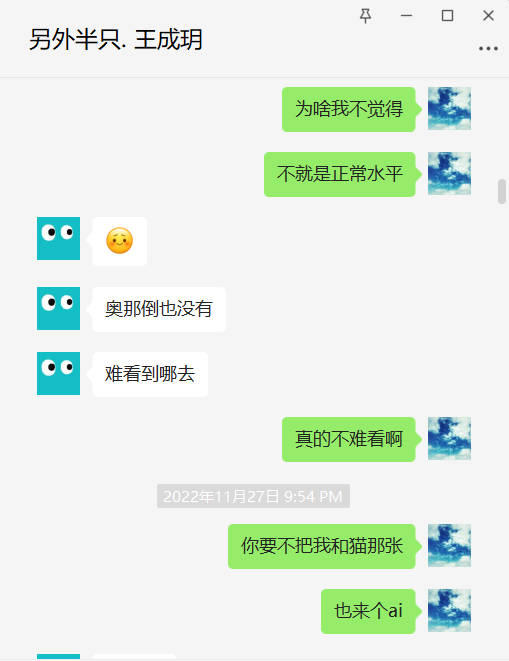 另外半只. 王成玥
为啥我不觉得
不就是正常水平
奥那倒也没有
难看到哪去
真的不难看啊
2022年11月27日 9:54 PM
你要不把我和猫那张
也来个ai